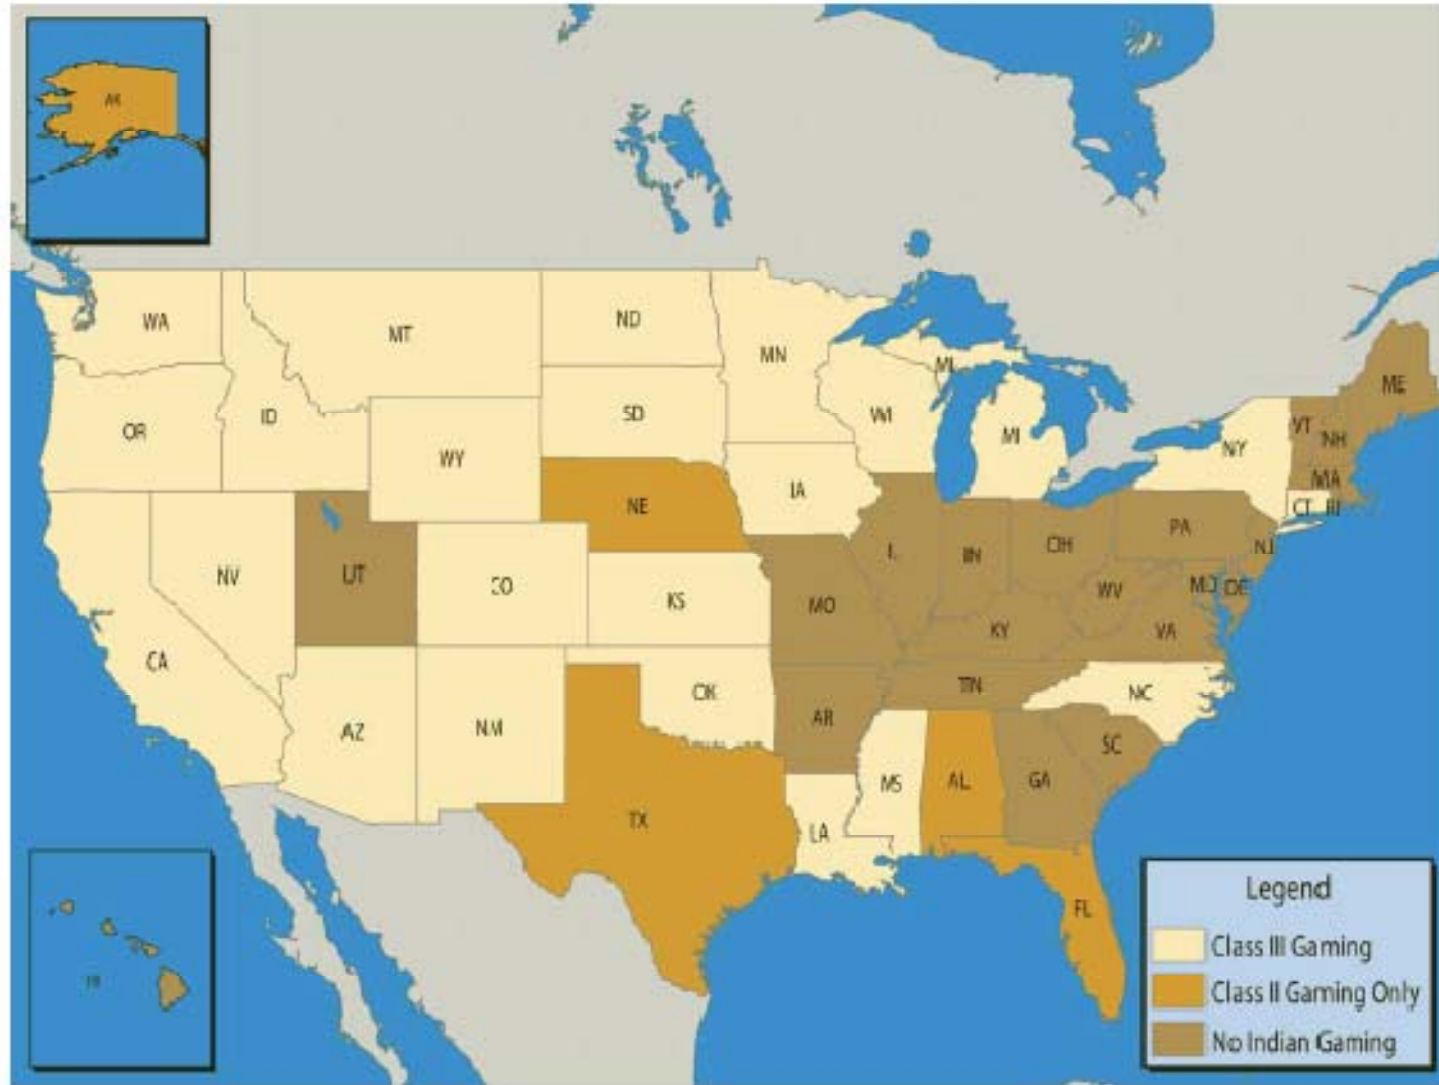 AK
WA
MT
ND
MN
MI
ME
OR
ID
SD
WI
MI
VT
NH
NY
WY
MA
NE
IA
CT
RI
PA
NV
UT
CO
KS
MO
IL
IN
OH
NJ
WV
MD
DE
KY
VA
CA
AZ
NM
OK
AR
TN
NC
SC
TX
LA
MS
AL
GA
FL
Legend
Class III Gaming
Class II Gaming Only
No Indian Gaming